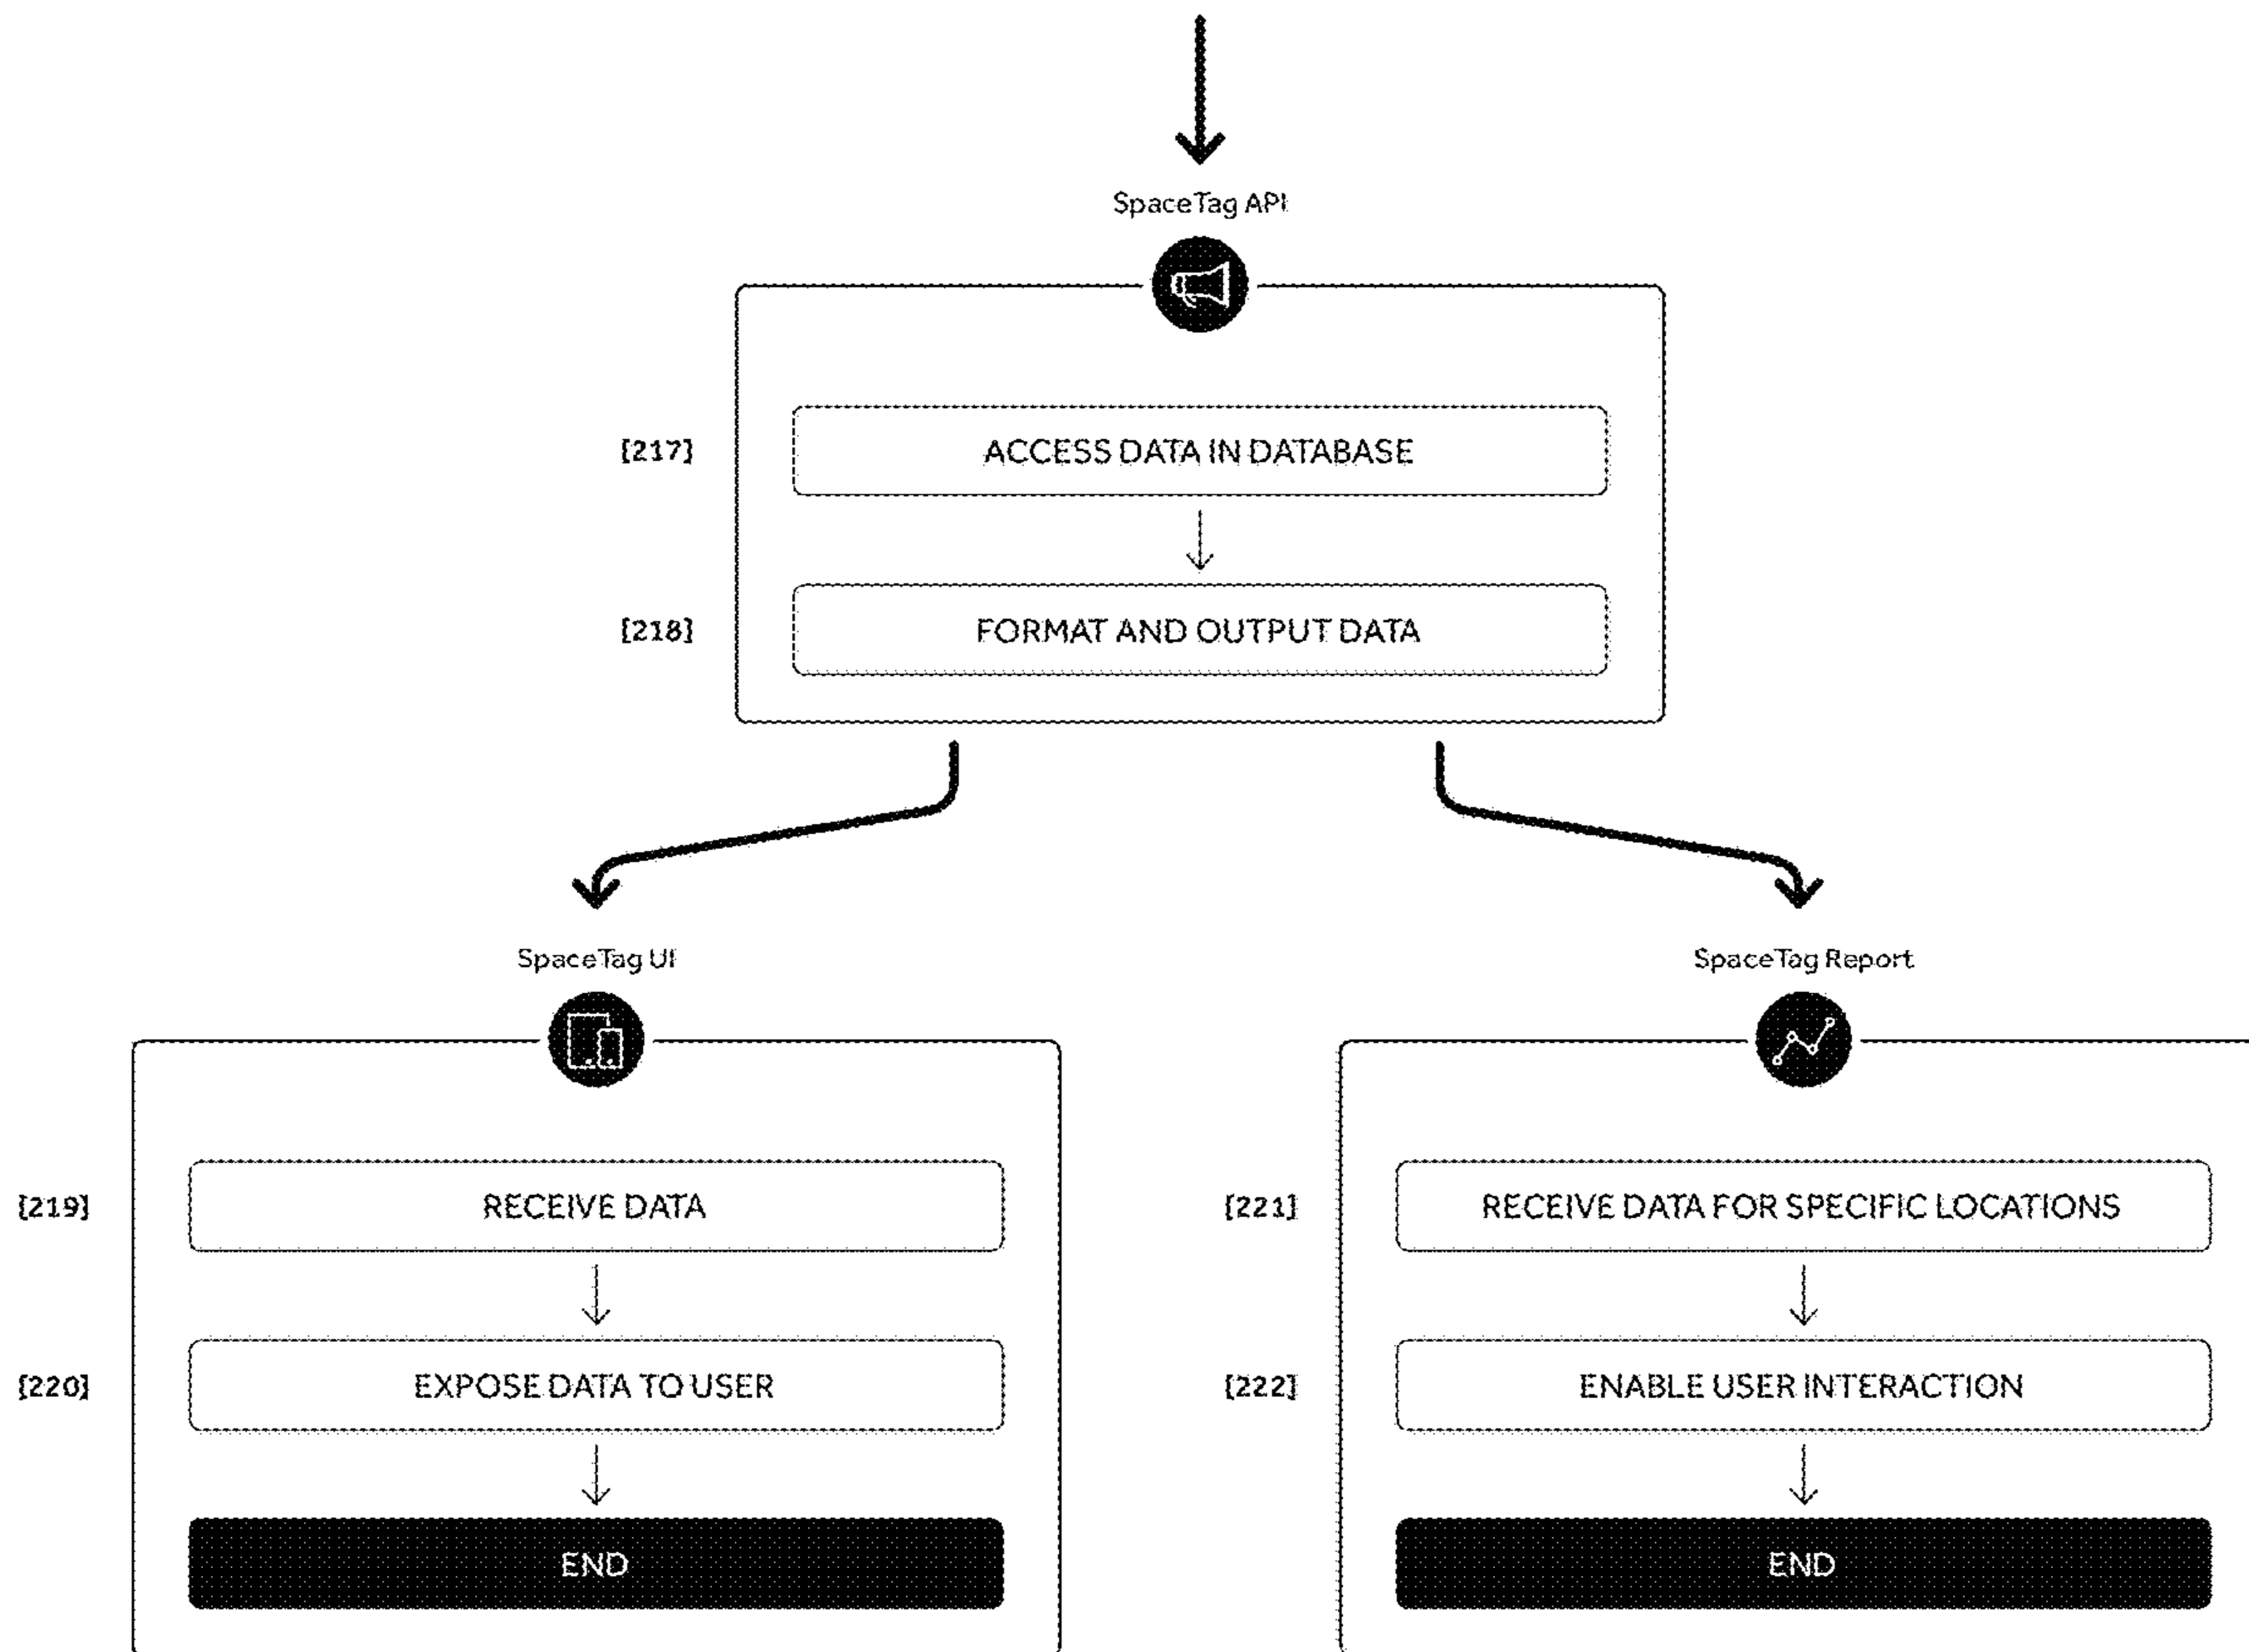 SpaceTag API
[217]
ACCESS DATA IN DATABASE
[218]
FORMAT AND OUTPUT DATA
SpaceTag UI
[219]
RECEIVE DATA
[220]
EXPOSE DATA TO USER
END
SpaceTag Report
[221]
RECEIVE DATA FOR SPECIFIC LOCATIONS
[222]
ENABLE USER INTERACTION
END